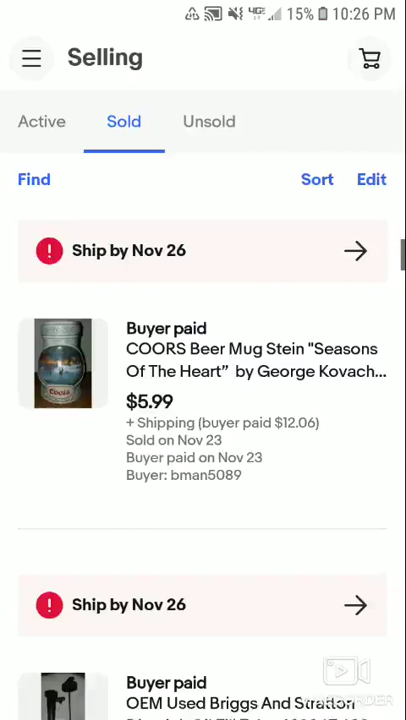 15% 10:26 PM
Selling
Active Sold Unsold
Find Sort Edit
! Ship by Nov 26
Buyer paid
COORS Beer Mug Stein "Seasons
Of The Heart” by George Kovach...
$5.99
+ Shipping (buyer paid $12.06)
Sold on Nov 23
Buyer paid on Nov 23
Buyer: bman5089
Coors
! Ship by Nov 26
Buyer paid
OEM Used Briggs And Stratton